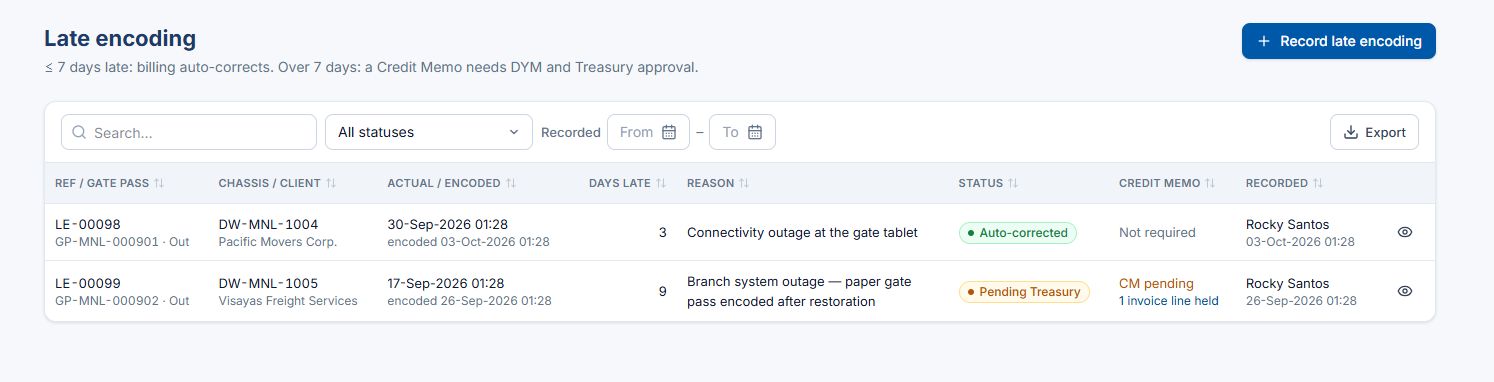 Late encoding
+ Record late encoding
≤ 7 days late: billing auto-corrects. Over 7 days: a Credit Memo needs DYM and Treasury approval.
Search... All statuses Recorded From – To Export
REF / GATE PASS CHASSIS / CLIENT ACTUAL / ENCODED DAYS LATE REASON STATUS CREDIT MEMO RECORDED
LE-00098 DW-MNL-1004 30-Sep-2026 01:28 3 Connectivity outage at the gate tablet Auto-corrected Not required Rocky Santos
GP-MNL-000901 · Out Pacific Movers Corp. encoded 03-Oct-2026 01:28 03-Oct-2026 01:28
LE-00099 DW-MNL-1005 17-Sep-2026 01:28 9 Branch system outage — paper gate Pending Treasury CM pending Rocky Santos
GP-MNL-000902 · Out Visayas Freight Services encoded 26-Sep-2026 01:28 pass encoded after restoration 1 invoice line held 26-Sep-2026 01:28